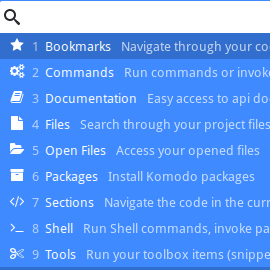 1 Bookmarks Navigate through your co
2 Commands Run commands or invoke
3 Documentation Easy access to api do
4 Files Search through your project files
5 Open Files Access your opened files
6 Packages Install Komodo packages
7 Sections Navigate the code in the curr
8 Shell Run Shell commands, invoke pa
9 Tools Run your toolbox items (snippe